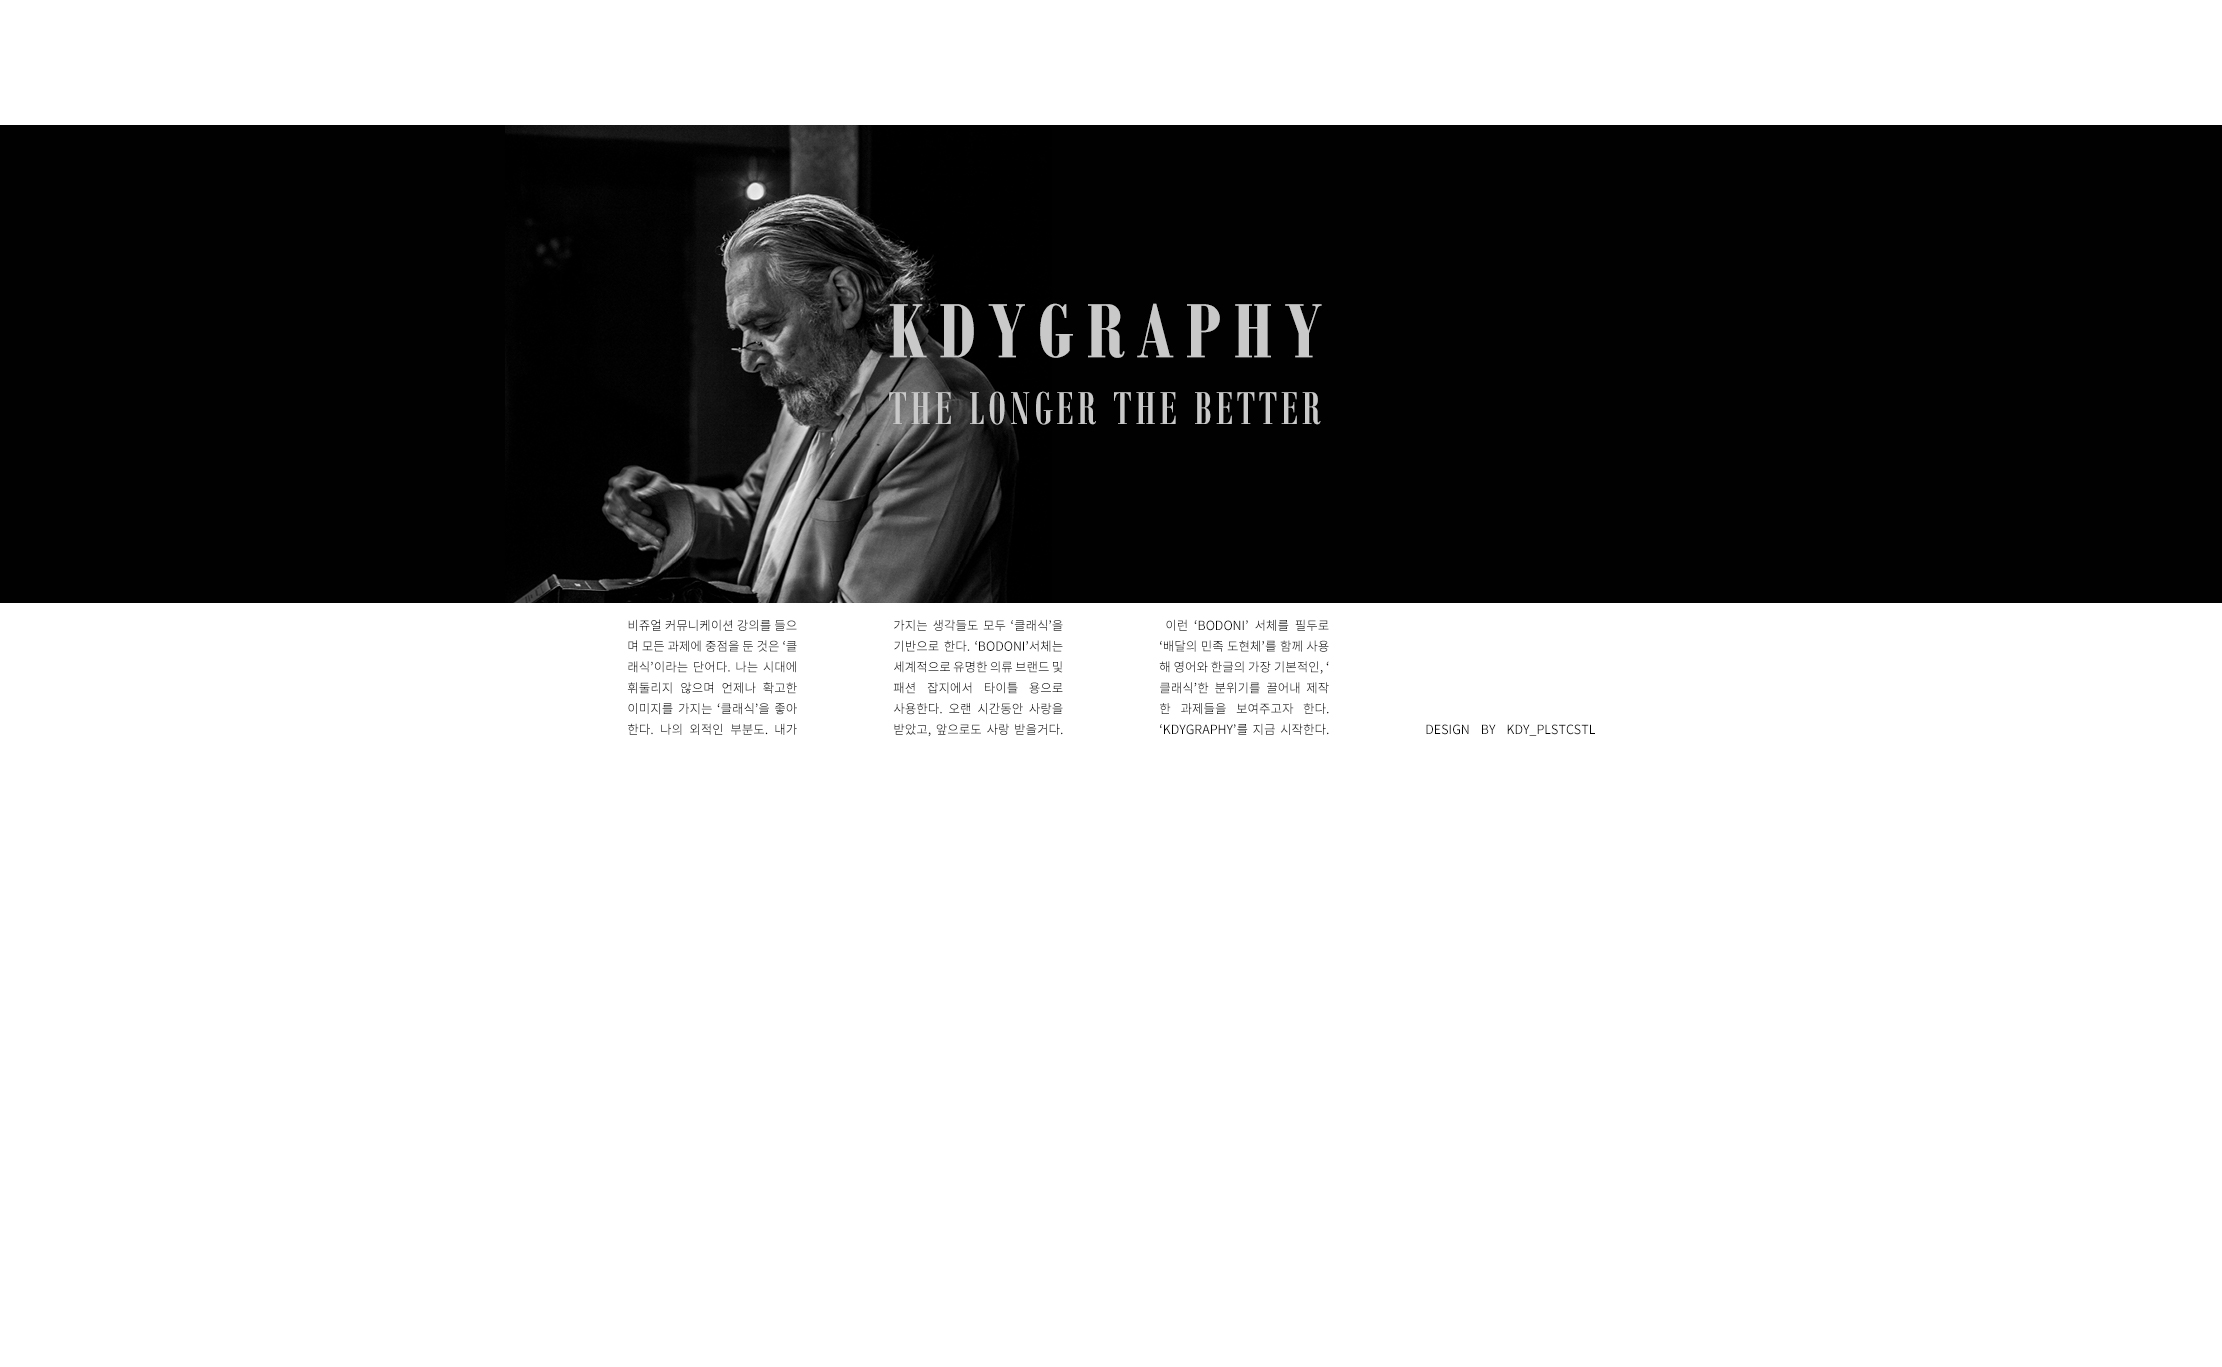 KDYGRAPHY
THE LONGER THE BETTER
비쥬얼 커뮤니케이션 강의를 들으
며 모든 과제에 중점을 둔 것은 ‘클
래식’이라는 단어다. 나는 시대에
휘둘리지 않으며 언제나 확고한
이미지를 가지는 ‘클래식’을 좋아
한다. 나의 외적인 부분도. 내가
가지는 생각들도 모두 ‘클래식’을
기반으로 한다. ‘BODONI’서체는
세계적으로 유명한 의류 브랜드 및
패션 잡지에서 타이틀 용으로
사용한다. 오랜 시간동안 사랑을
받았고, 앞으로도 사랑 받을거다.
이런 ‘BODONI’ 서체를 필두로
‘배달의 민족 도현체’를 함께 사용
해 영어와 한글의 가장 기본적인, ‘
클래식’한 분위기를 끌어내 제작
한 과제들을 보여주고자 한다.
‘KDYGRAPHY’를 지금 시작한다.
DESIGN BY KDY_PLSTCSTL